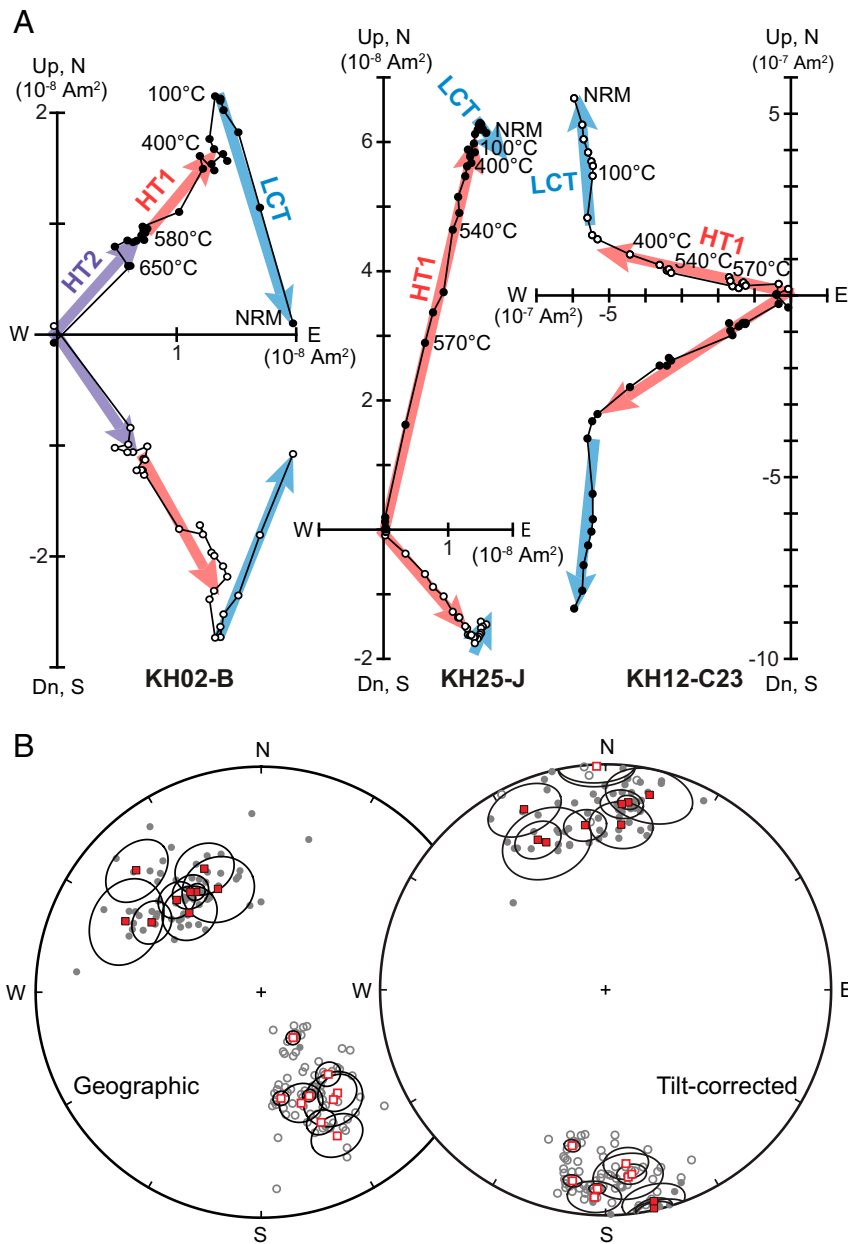 A
Up, N
(10⁻⁸ Am²)
2
100°C
400°C
HT1
LCT
580°C
HT2
650°C
NRM
W
1
E
(10⁻⁸ Am²)
-2
Dn, S
KH02-B
Up, N
(10⁻⁸ Am²)
LCT
6
NRM
100°C
400°C
540°C
HT1
4
570°C
2
W
1
E
(10⁻⁸ Am²)
-2
KH25-J
Up, N
(10⁻⁷ Am²)
NRM
5
LCT
100°C
400°C
HT1
540°C
570°C
W
E
(10⁻⁷ Am²)
-5
-5
-10
KH12-C23
Dn, S
B
N
W
Geographic
S
N
W
E
Tilt-corrected
S